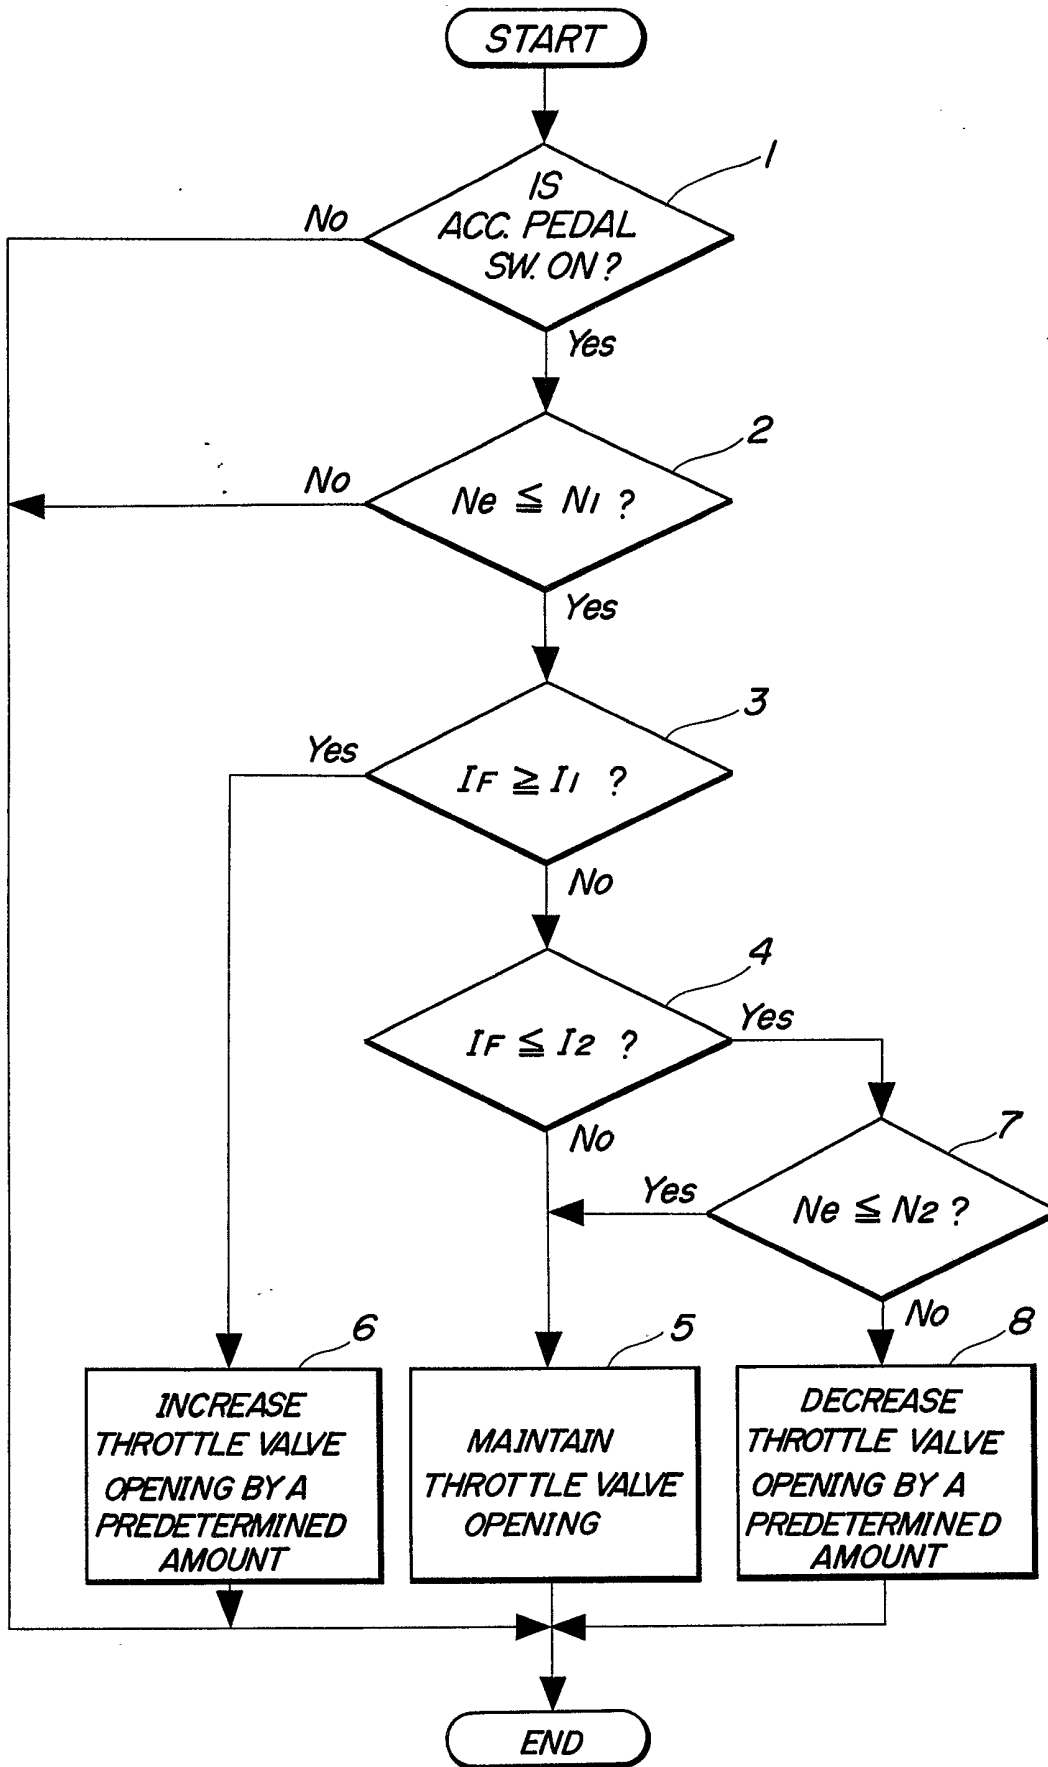 START
1
IS
ACC. PEDAL
SW. ON?
No
Yes
2
Ne ≦ N1 ?
No
Yes
3
IF ≧ I1 ?
Yes
No
4
IF ≦ I2 ?
Yes
No
7
Ne ≦ N2 ?
Yes
No
6
INCREASE
THROTTLE VALVE
OPENING BY A
PREDETERMINED
AMOUNT
5
MAINTAIN
THROTTLE VALVE
OPENING
8
DECREASE
THROTTLE VALVE
OPENING BY A
PREDETERMINED
AMOUNT
END